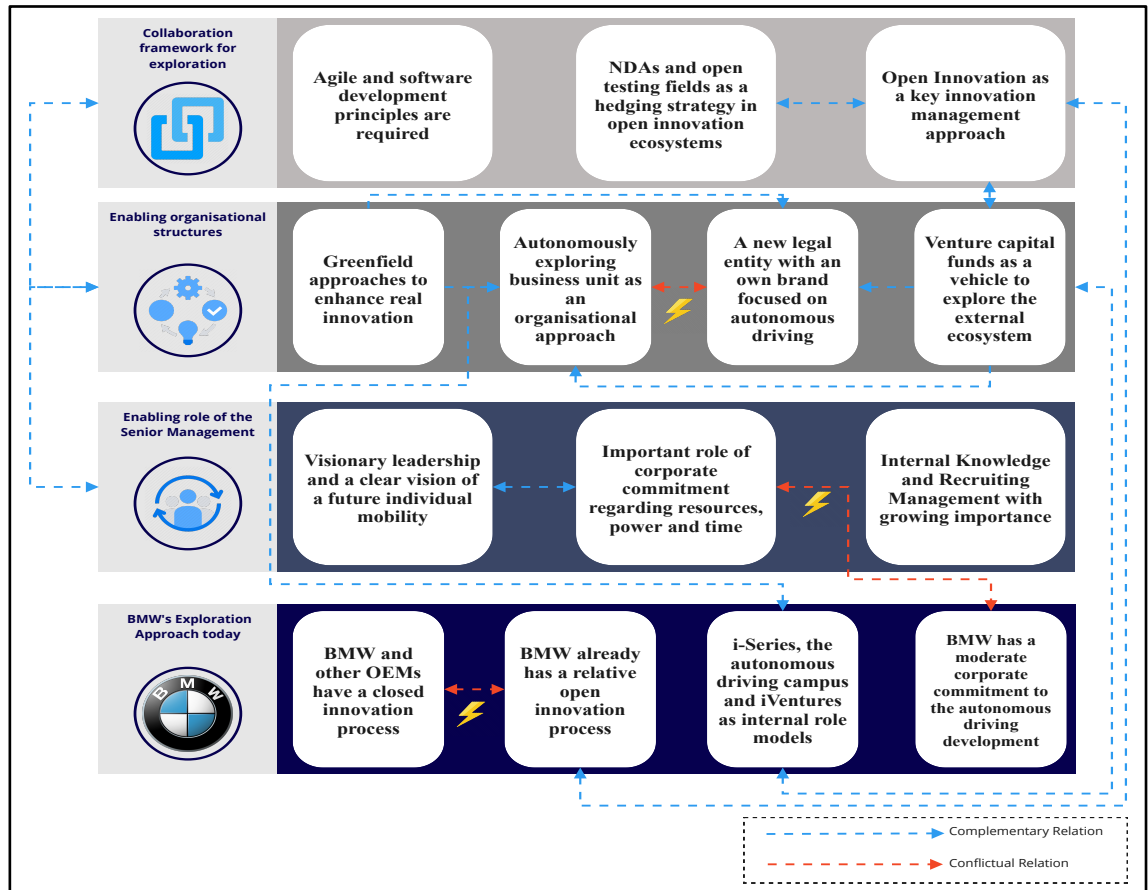 Collaboration
framework for
exploration
Agile and software
development
principles are
required
NDAs and open
testing fields as a
hedging strategy in
open innovation
ecosystems
Open Innovation as
a key innovation
management
approach
Enabling organisational
structures
Greenfield
approaches to
enhance real
innovation
Autonomously
exploring
business unit as
an
organisational
approach
A new legal
entity with an
own brand
focused on
autonomous
driving
Venture capital
funds as a
vehicle to
explore the
external
ecosystem
Enabling role of the
Senior Management
Visionary leadership
and a clear vision of
a future individual
mobility
Important role of
corporate
commitment
regarding resources,
power and time
Internal Knowledge
and Recruiting
Management with
growing importance
BMW's Exploration
Approach today
BMW
BMW and
other OEMs
have a closed
innovation
process
BMW already
has a relative
open
innovation
process
i-Series, the
autonomous
driving campus
and iVentures
as internal role
models
BMW has a
moderate
corporate
commitment to
the autonomous
driving
development
Complementary Relation
Conflictual Relation